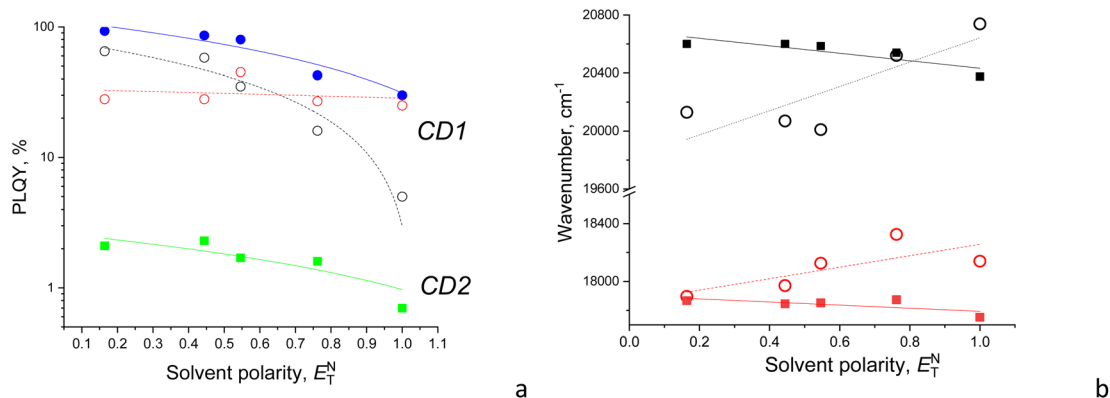 100
10
1
PLQY, %
CD1
CD2
0.1 0.2 0.3 0.4 0.5 0.6 0.7 0.8 0.9 1.0 1.1
Solvent polarity, E_T^N
a
20800
20400
20000
19600
18400
18000
Wavenumber, cm⁻¹
0.0 0.2 0.4 0.6 0.8 1.0
Solvent polarity, E_T^N
b